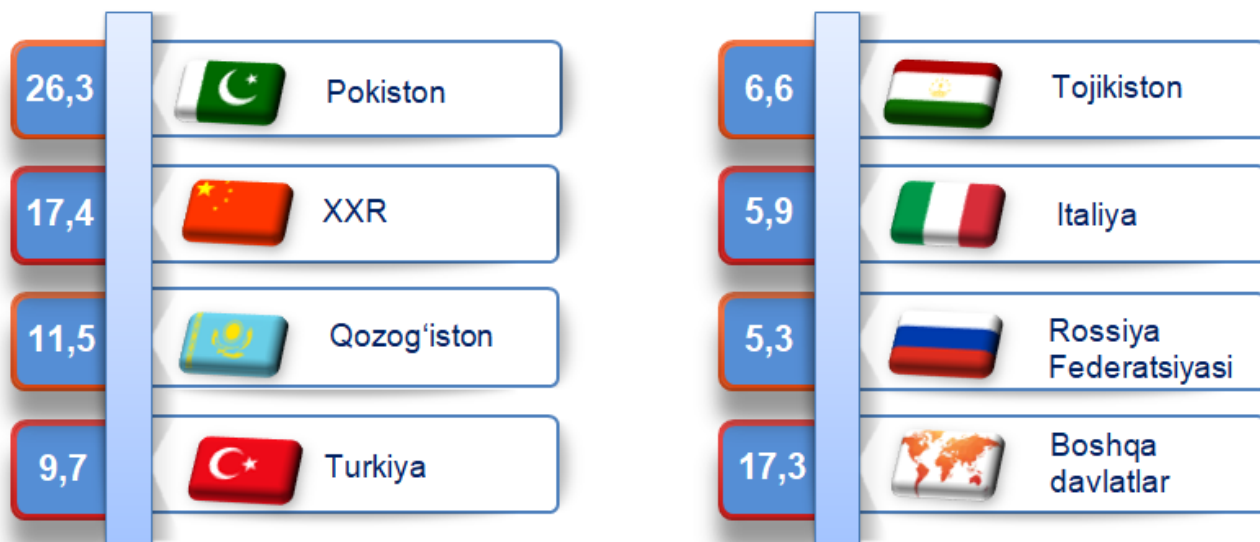 26,3
Pokiston
17,4
XXR
11,5
Qozog‘iston
9,7
Turkiya
6,6
Tojikiston
5,9
Italiya
5,3
Rossiya
Federatsiyasi
17,3
Boshqa
davlatlar